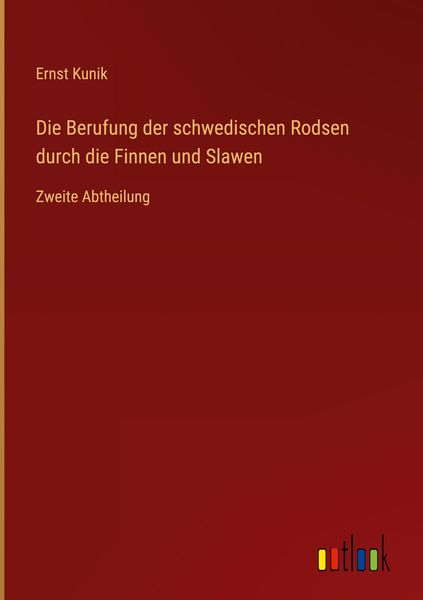 Ernst Kunik
Die Berufung der schwedischen Rodsen
durch die Finnen und Slawen
Zweite Abtheilung
outlook